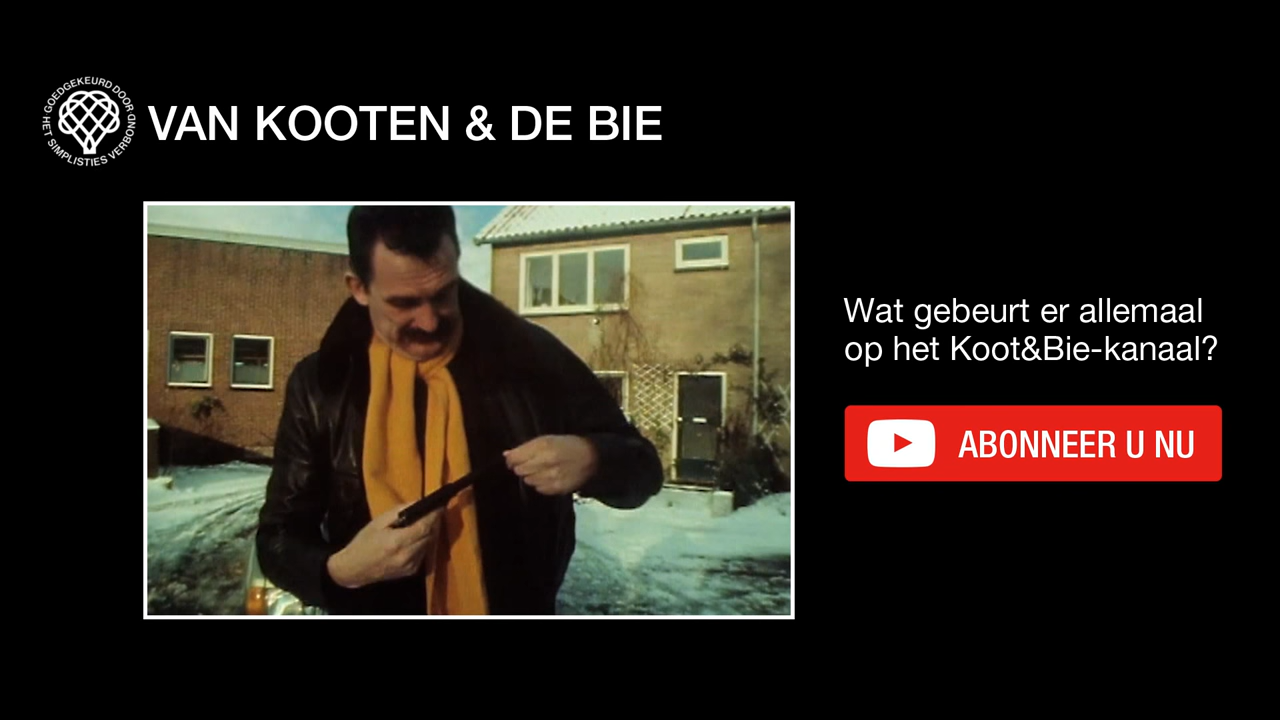 GOEDGEKEURD DOOR HET SIMPLISTIES VERBOND
VAN KOOTEN & DE BIE
Wat gebeurt er allemaal
op het Koot&Bie-kanaal?
ABONNEER U NU